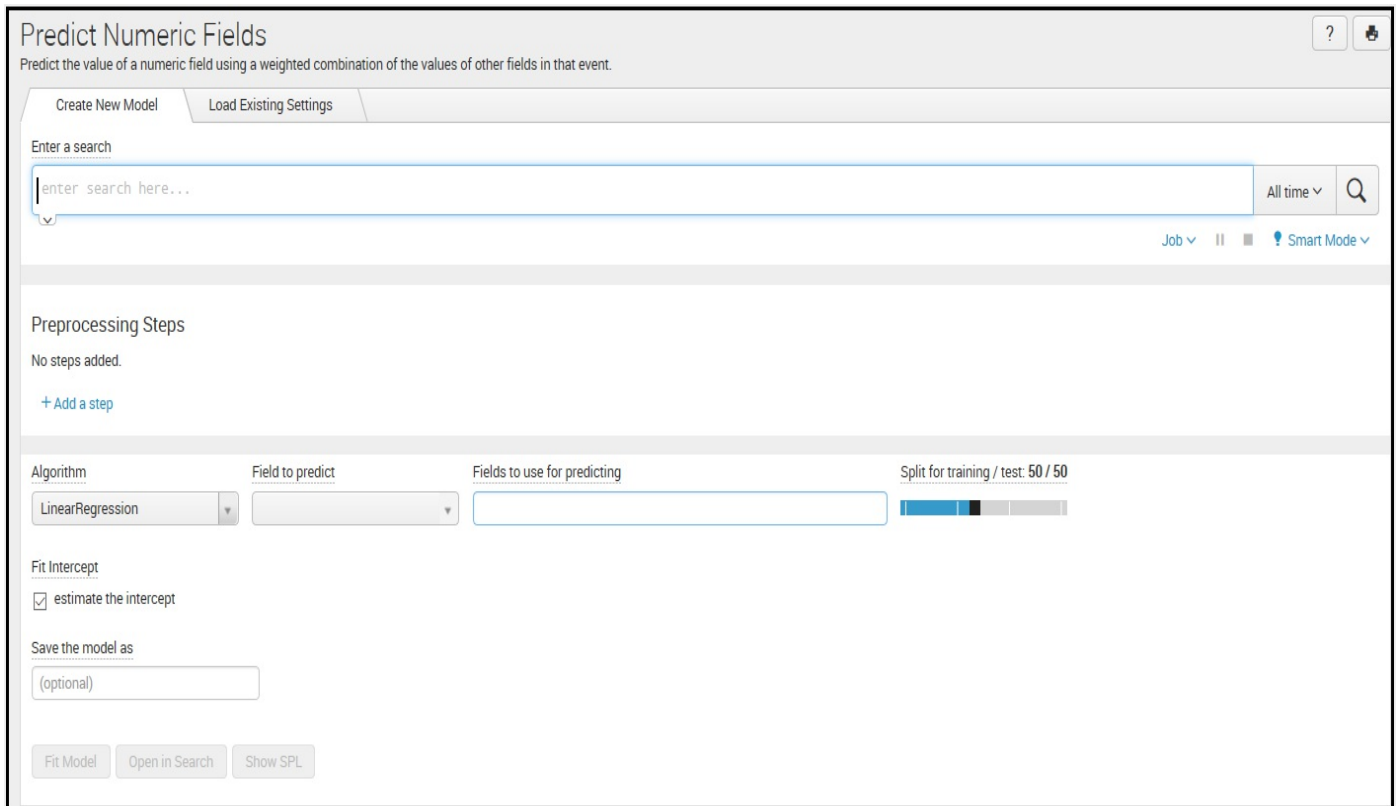 Predict Numeric Fields
?
Predict the value of a numeric field using a weighted combination of the values of other fields in that event.
Create New Model Load Existing Settings
Enter a search
enter search here... All time
Job Smart Mode
Preprocessing Steps
No steps added.
+ Add a step
Algorithm Field to predict Fields to use for predicting Split for training / test: 50 / 50
LinearRegression
Fit Intercept
estimate the intercept
Save the model as
(optional)
Fit Model Open in Search Show SPL